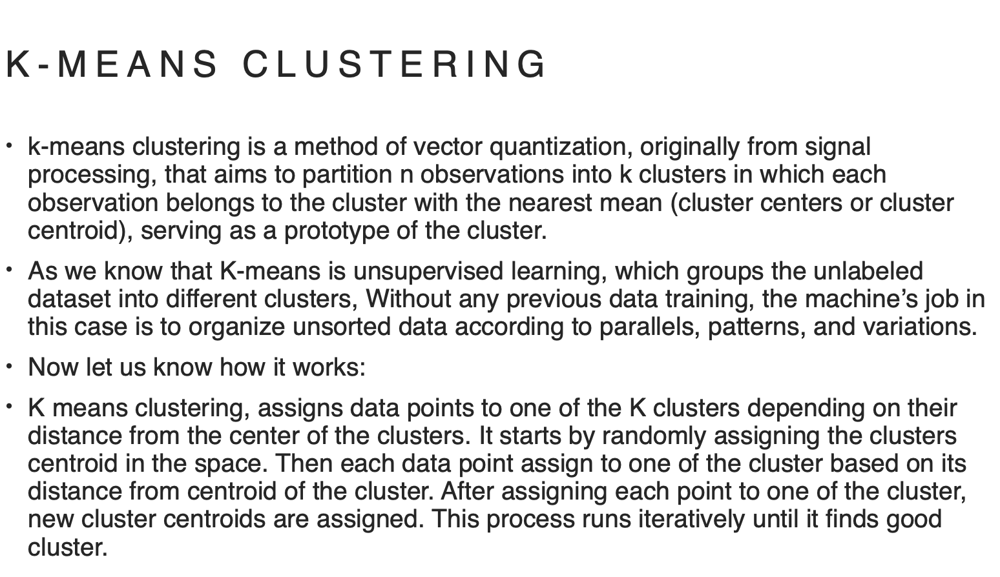 K-MEANS CLUSTERING
• k-means clustering is a method of vector quantization, originally from signal
processing, that aims to partition n observations into k clusters in which each
observation belongs to the cluster with the nearest mean (cluster centers or cluster
centroid), serving as a prototype of the cluster.
• As we know that K-means is unsupervised learning, which groups the unlabeled
dataset into different clusters, Without any previous data training, the machine’s job in
this case is to organize unsorted data according to parallels, patterns, and variations.
• Now let us know how it works:
• K means clustering, assigns data points to one of the K clusters depending on their
distance from the center of the clusters. It starts by randomly assigning the clusters
centroid in the space. Then each data point assign to one of the cluster based on its
distance from centroid of the cluster. After assigning each point to one of the cluster,
new cluster centroids are assigned. This process runs iteratively until it finds good
cluster.